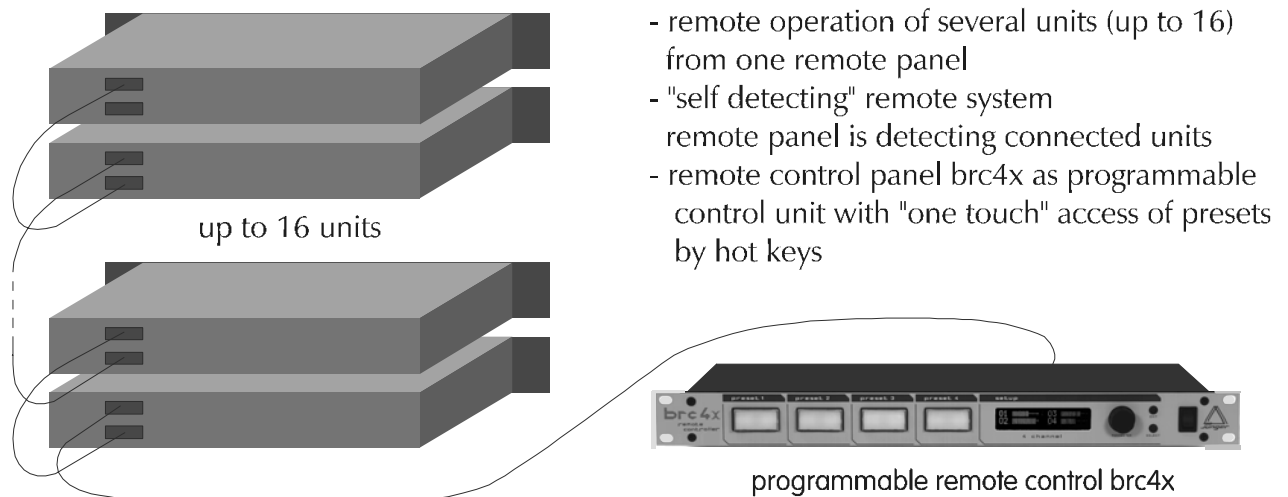 - remote operation of several units (up to 16)
from one remote panel
- "self detecting" remote system
remote panel is detecting connected units
- remote control panel brc4x as programmable
control unit with "one touch" access of presets
by hot keys
up to 16 units
preset 1
preset 2
preset 3
preset 4
setup
brc4x
remote
controller
01
03
02
04
4 channel
programmable remote control brc4x